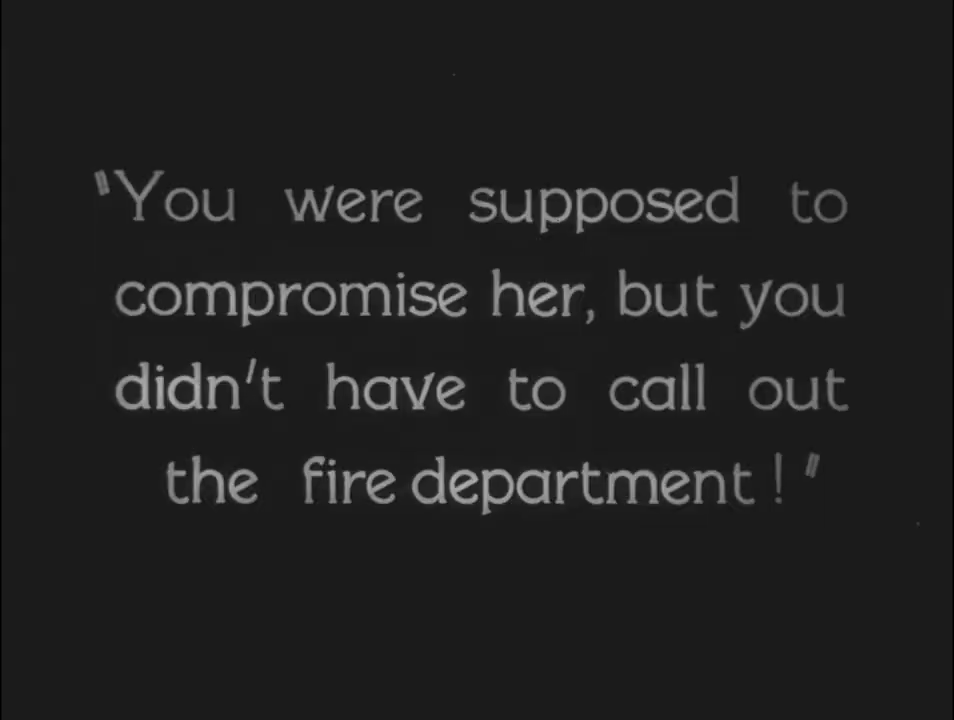 "You were supposed to
compromise her, but you
didn't have to call out
the fire department!"